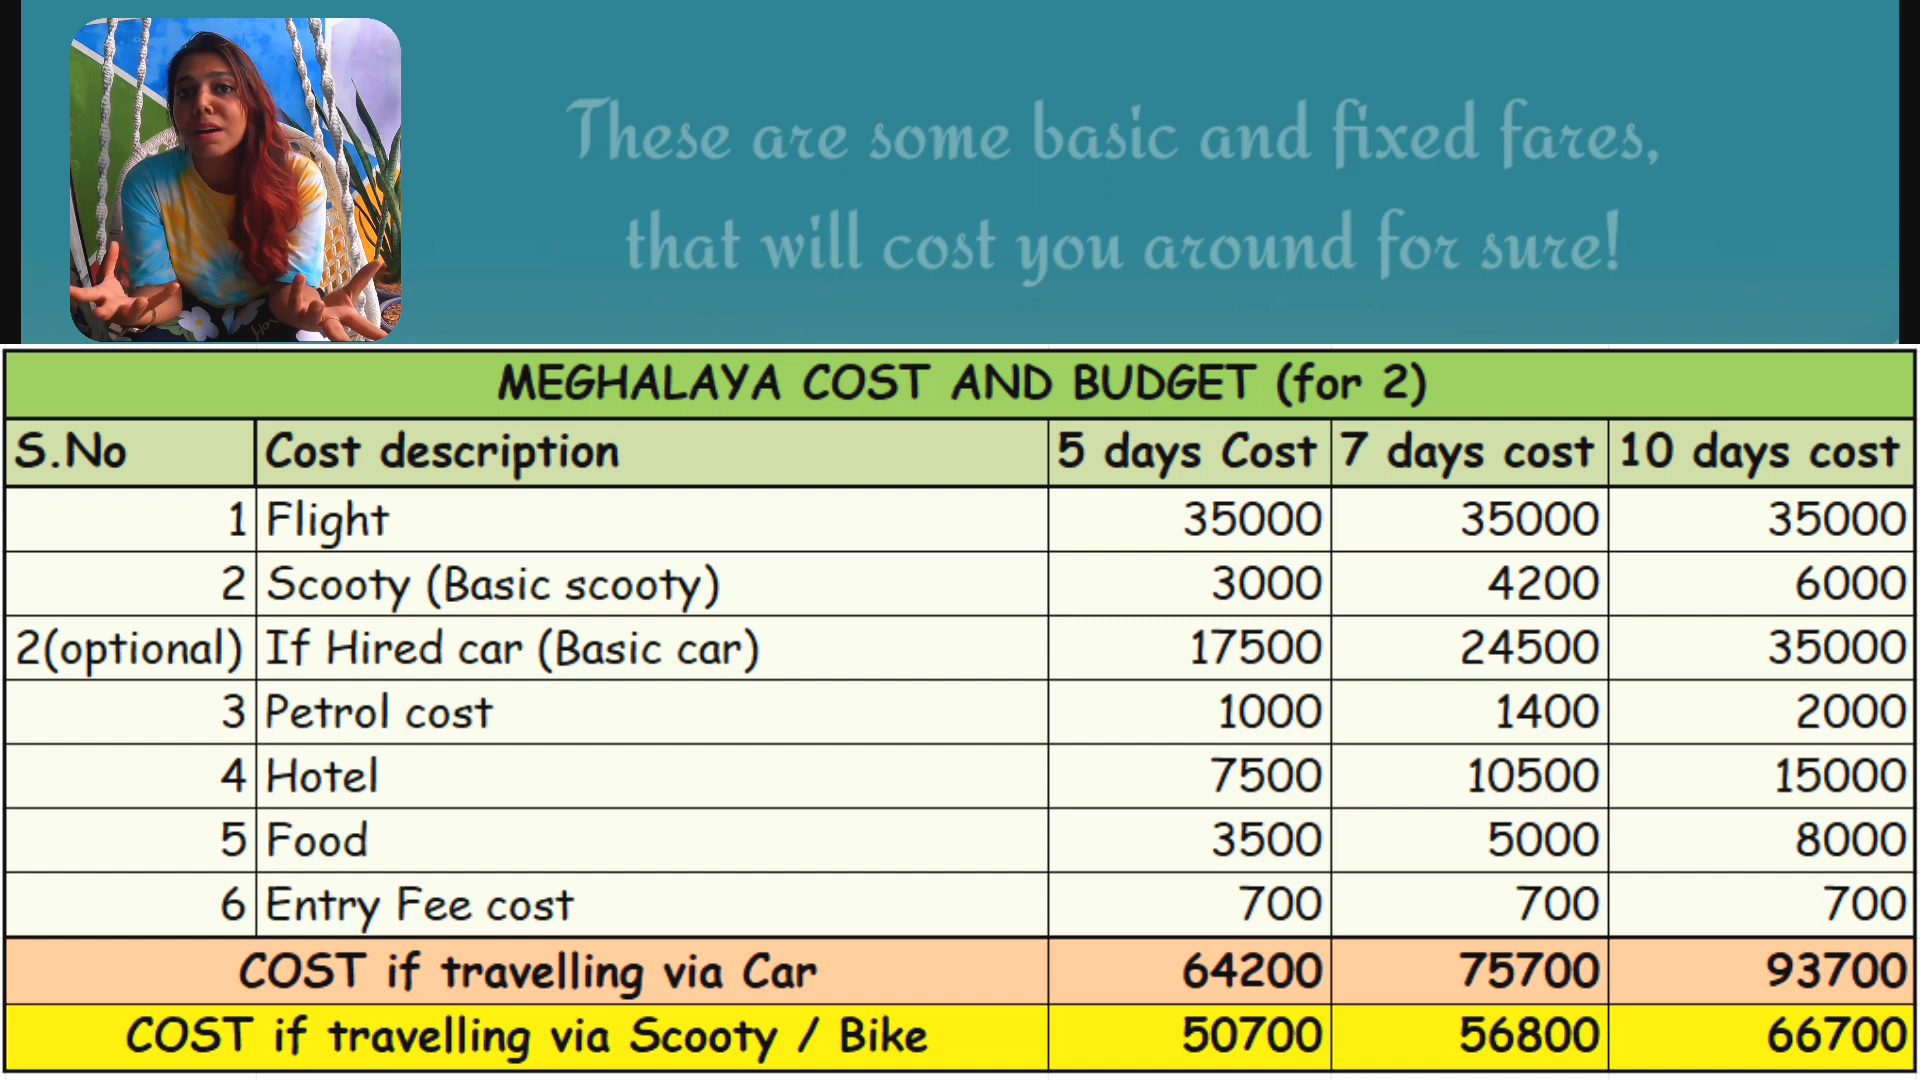 These are some basic and fixed fares,
that will cost you around for sure!
MEGHALAYA COST AND BUDGET (for 2)
S.No Cost description 5 days Cost 7 days cost 10 days cost
1 Flight 35000 35000 35000
2 Scooty (Basic scooty) 3000 4200 6000
2(optional) If Hired car (Basic car) 17500 24500 35000
3 Petrol cost 1000 1400 2000
4 Hotel 7500 10500 15000
5 Food 3500 5000 8000
6 Entry Fee cost 700 700 700
COST if travelling via Car 64200 75700 93700
COST if travelling via Scooty / Bike 50700 56800 66700